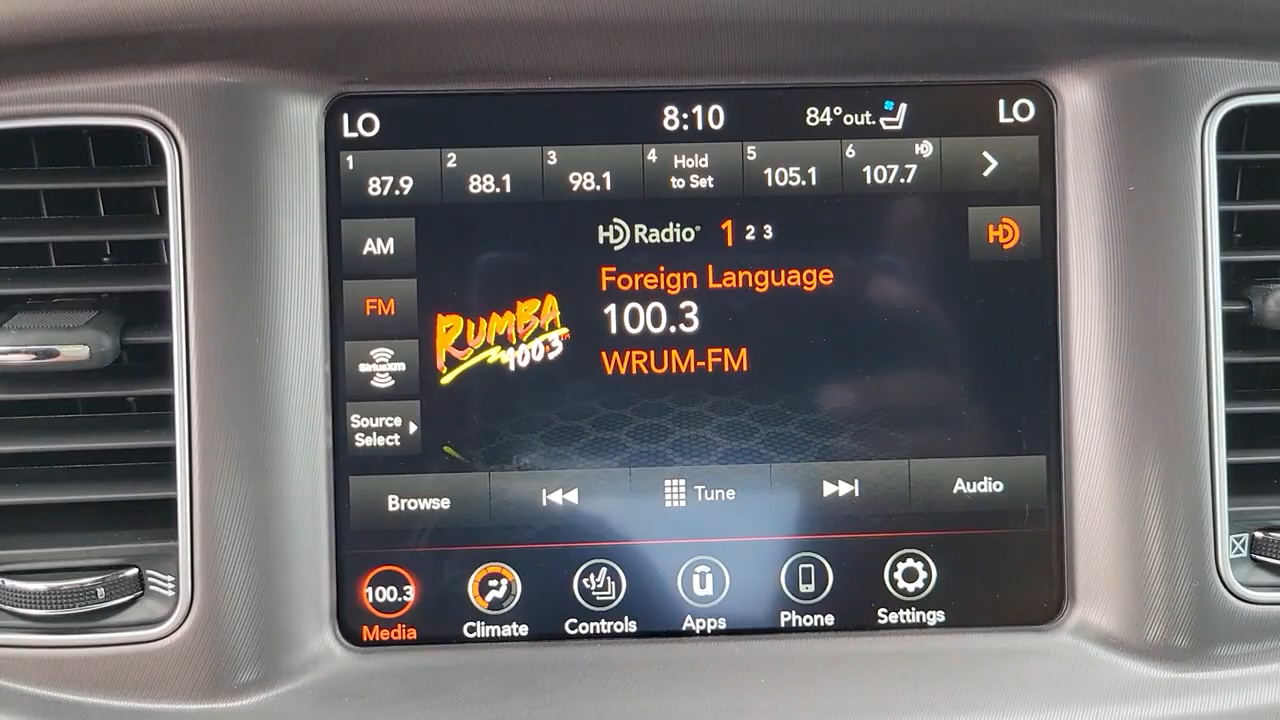 LO 8:10 84°out. LO
1 87.9 2 88.1 3 98.1 4 Hold to Set 5 105.1 6 107.7 HD
AM
HD Radio 1 2 3 HD
Foreign Language
FM
RUMBA
100.3
100.3
WRUM-FM
SiriusXM
Source
Select
Browse Tune Audio
100.3
Media Climate Controls Apps Phone Settings